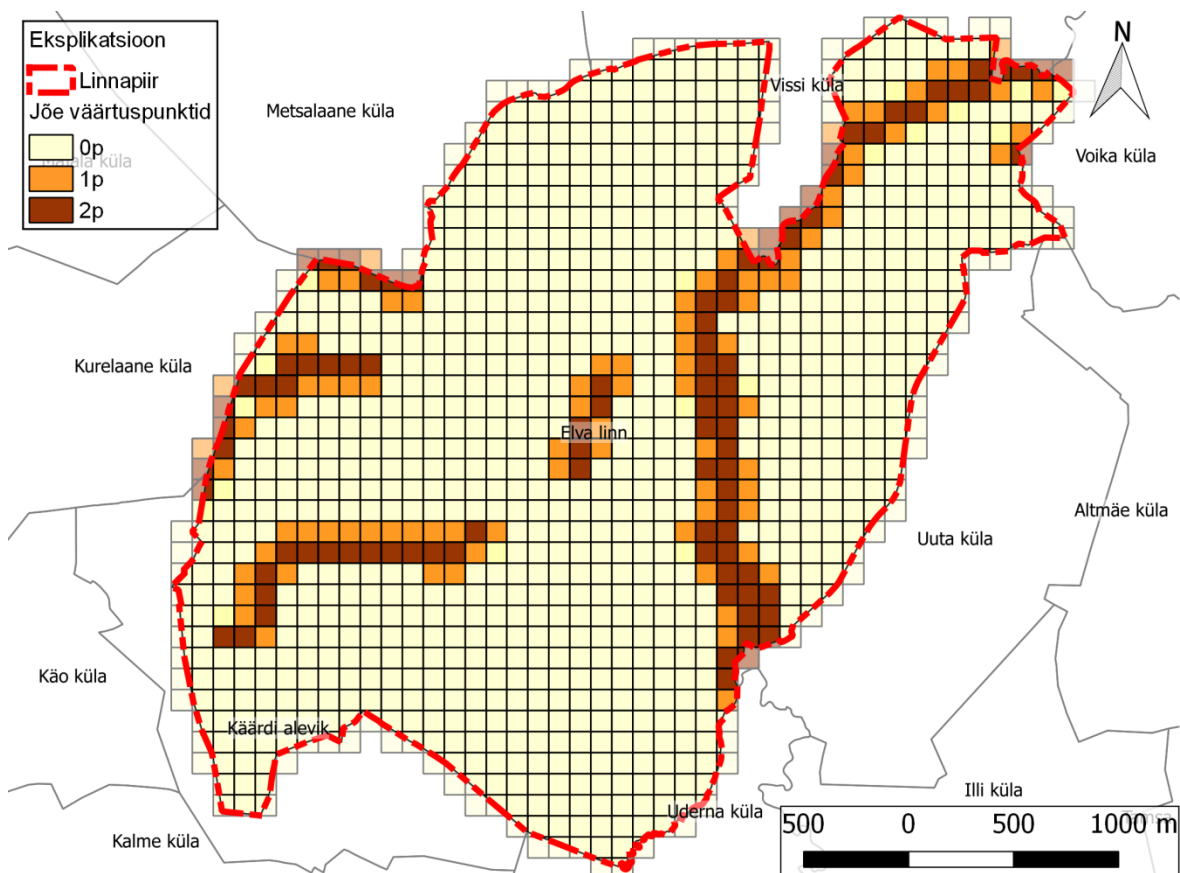 Eksplikatsioon
Linnapiir
Jõe väärtuspunktid
0p
1p
2p
N
Metsalaane küla
Vissi küla
Voika küla
küla
Kurelaane küla
Elva linn
Altmäe küla
Uuta küla
Käo küla
Käärdi alevik
Illi küla
Uderna küla
Kalme küla
500 0 500 1000 m